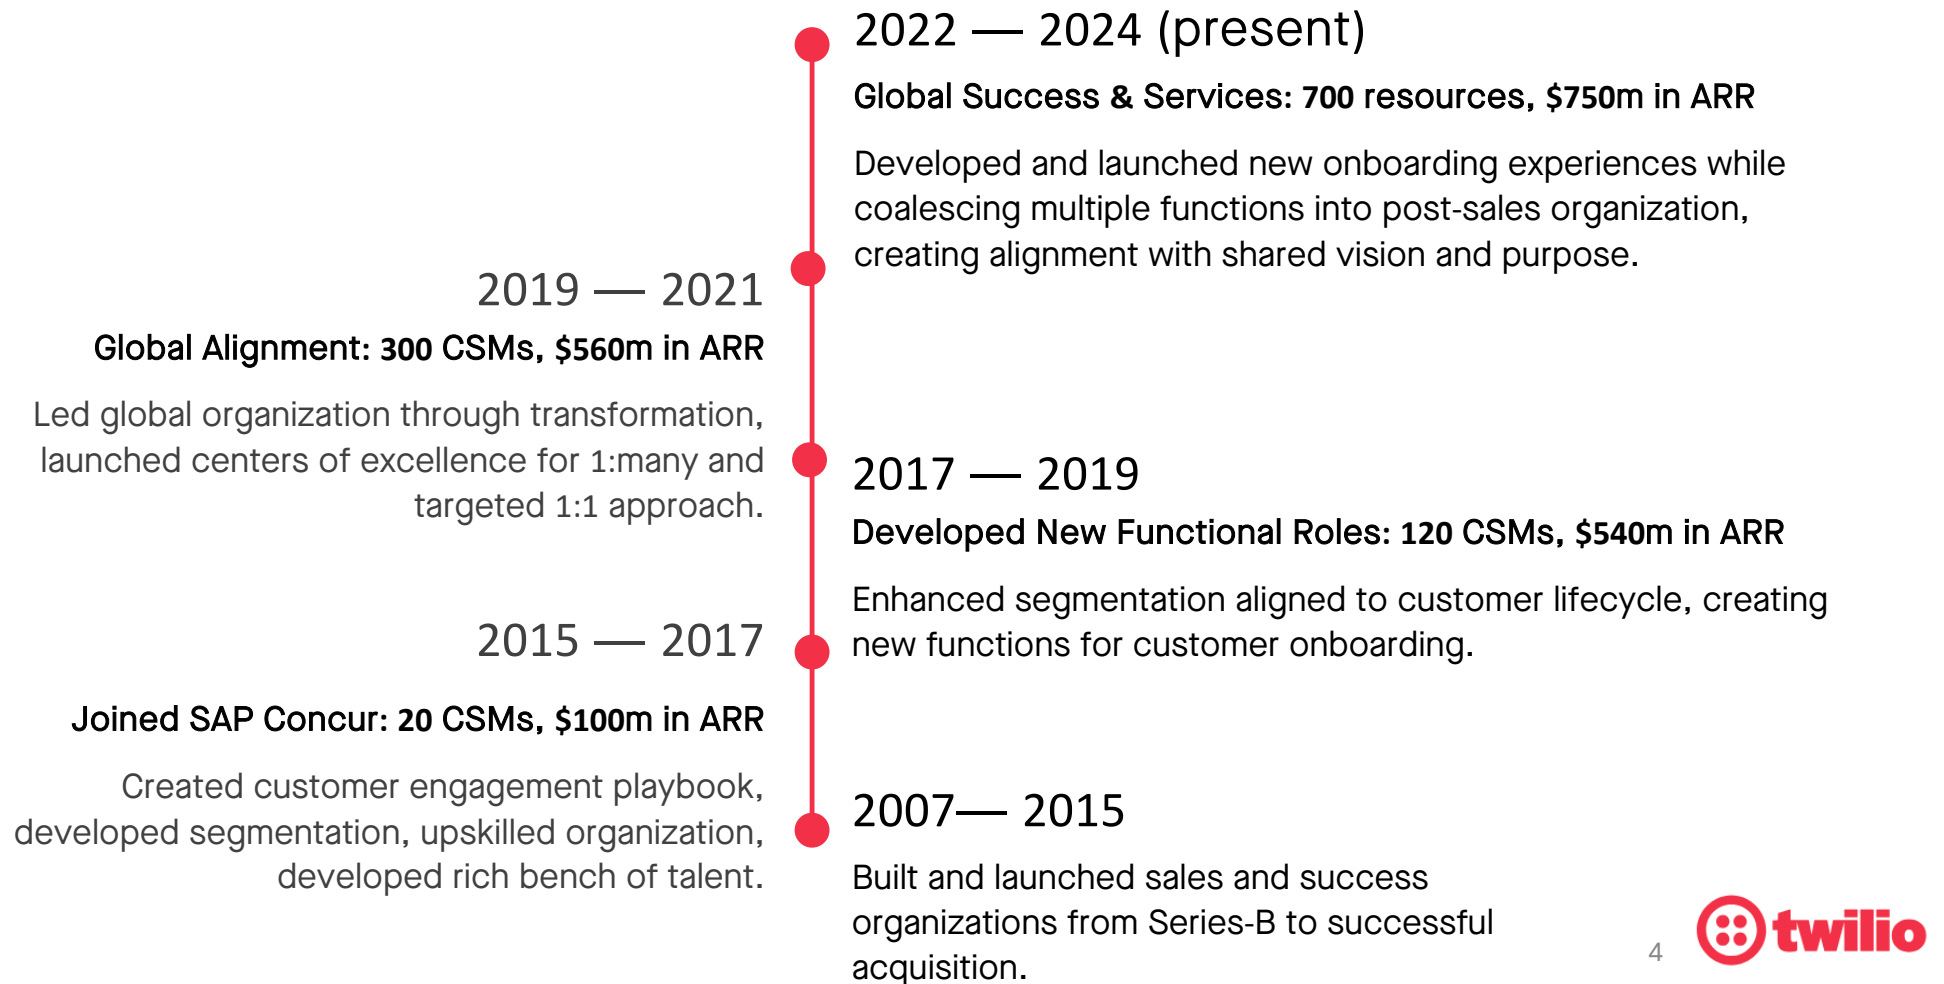 2022 — 2024 (present)
Global Success & Services: 700 resources, $750m in ARR
Developed and launched new onboarding experiences while
coalescing multiple functions into post-sales organization,
creating alignment with shared vision and purpose.
2019 — 2021
Global Alignment: 300 CSMs, $560m in ARR
Led global organization through transformation,
launched centers of excellence for 1:many and
targeted 1:1 approach.
2017 — 2019
Developed New Functional Roles: 120 CSMs, $540m in ARR
Enhanced segmentation aligned to customer lifecycle, creating
new functions for customer onboarding.
2015 — 2017
Joined SAP Concur: 20 CSMs, $100m in ARR
Created customer engagement playbook,
developed segmentation, upskilled organization,
developed rich bench of talent.
2007— 2015
Built and launched sales and success
organizations from Series-B to successful
acquisition.
4
twilio